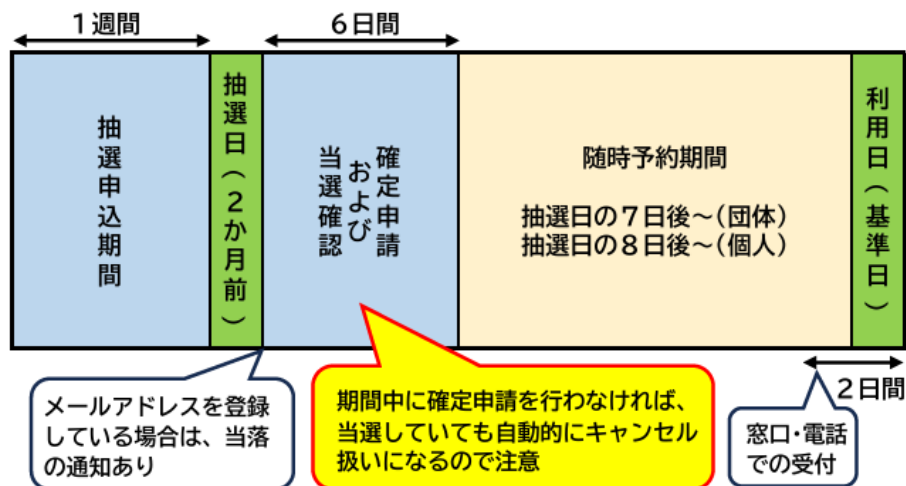 1週間
6日間
抽選申込期間
抽選日(2か月前)
当選確認
および
確定申請
随時予約期間
抽選日の7日後~(団体)
抽選日の8日後~(個人)
利用日(基準日)
2日間
メールアドレスを登録
している場合は、当落
の通知あり
期間中に確定申請を行わなければ、
当選していても自動的にキャンセル
扱いになるので注意
窓口・電話
での受付